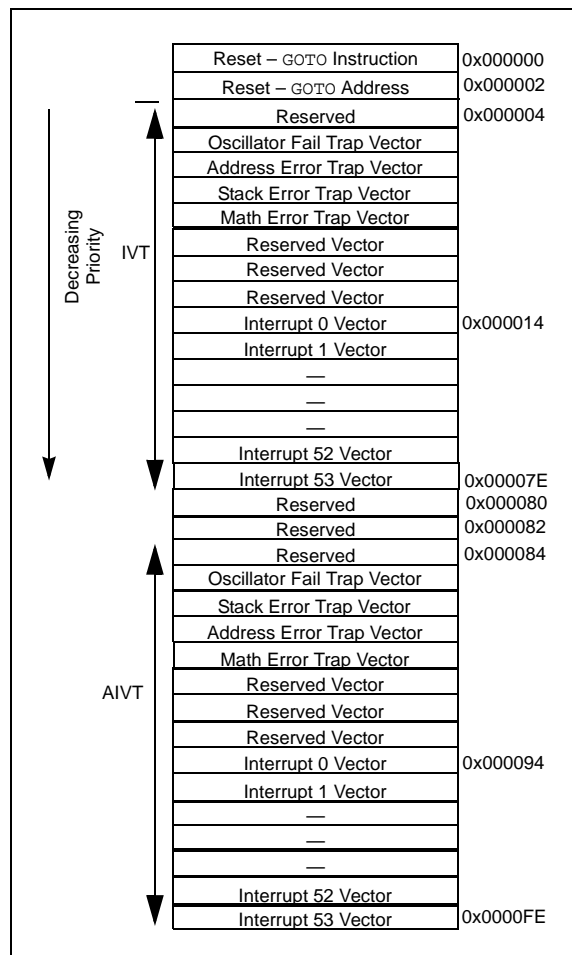 Reset – GOTO Instruction 0x000000
Reset – GOTO Address 0x000002
Reserved 0x000004
Oscillator Fail Trap Vector
Address Error Trap Vector
Stack Error Trap Vector
Math Error Trap Vector
Decreasing
Priority
IVT
Reserved Vector
Reserved Vector
Reserved Vector
Interrupt 0 Vector 0x000014
Interrupt 1 Vector
—
—
—
Interrupt 52 Vector
Interrupt 53 Vector 0x00007E
Reserved 0x000080
Reserved 0x000082
Reserved 0x000084
Oscillator Fail Trap Vector
Stack Error Trap Vector
Address Error Trap Vector
Math Error Trap Vector
AIVT
Reserved Vector
Reserved Vector
Reserved Vector
Interrupt 0 Vector 0x000094
Interrupt 1 Vector
—
—
—
Interrupt 52 Vector
Interrupt 53 Vector 0x0000FE